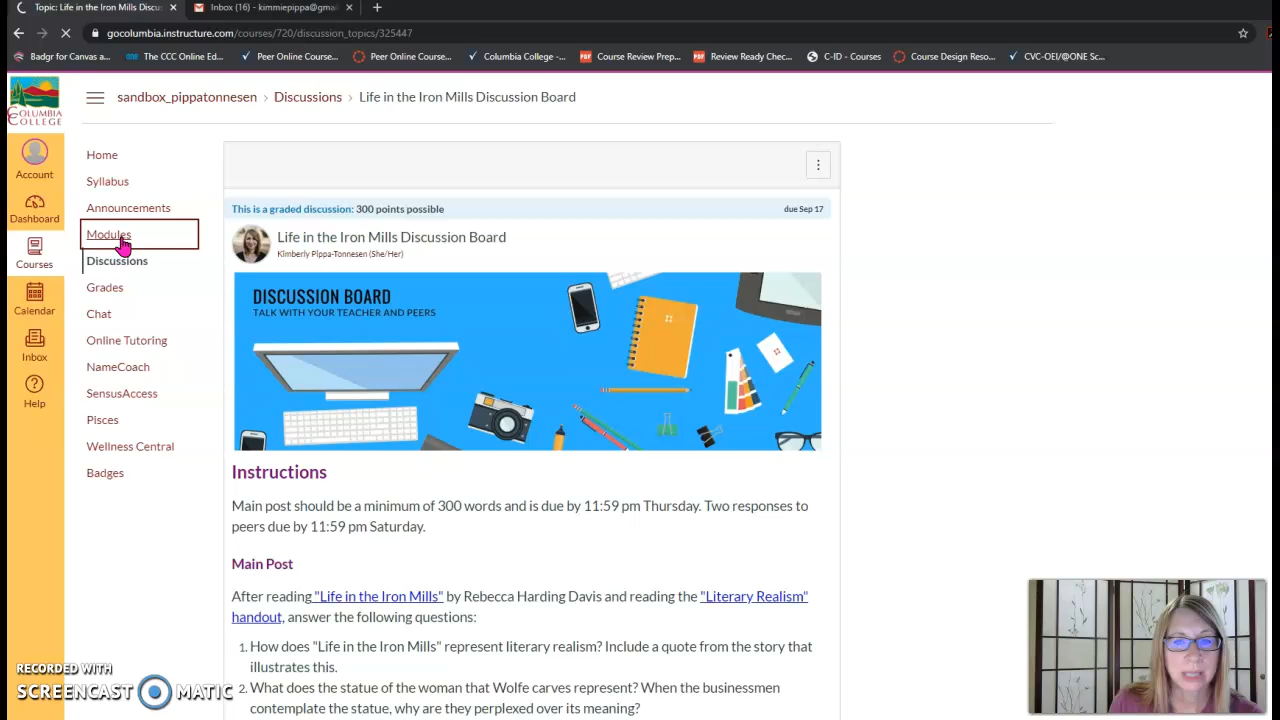 Topic: Life in the Iron Mills Discu
Inbox (16) - kimmiepippa@gmai
gocolumbia.instructure.com/courses/720/discussion_topics/325447
Badgr for Canvas a...
The CCC Online Ed...
Peer Online Course...
Peer Online Course...
Columbia College -...
Course Review Prep...
Review Ready Chec...
C-ID - Courses
Course Design Reso...
CVC-OEI/@ONE Sc...
COLUMBIA
COLLEGE
sandbox_pippatonnesen › Discussions › Life in the Iron Mills Discussion Board
Account
Dashboard
Courses
Calendar
Inbox
Help
Home
Syllabus
Announcements
Modules
Discussions
Grades
Chat
Online Tutoring
NameCoach
SensusAccess
Pisces
Wellness Central
Badges
This is a graded discussion: 300 points possible
due Sep 17
Life in the Iron Mills Discussion Board
Kimberly Pippa-Tonnesen (She/Her)
DISCUSSION BOARD
TALK WITH YOUR TEACHER AND PEERS
Instructions
Main post should be a minimum of 300 words and is due by 11:59 pm Thursday. Two responses to
peers due by 11:59 pm Saturday.
Main Post
After reading "Life in the Iron Mills" by Rebecca Harding Davis and reading the "Literary Realism"
handout, answer the following questions:
1. How does "Life in the Iron Mills" represent literary realism? Include a quote from the story that
illustrates this.
2. What does the statue of the woman that Wolfe carves represent? When the businessmen
contemplate the statue, why are they perplexed over its meaning?
RECORDED WITH
SCREENCAST MATIC